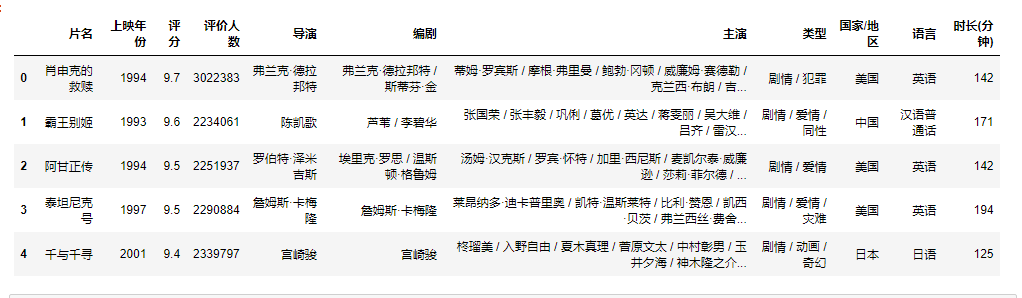 片名 上映年份 评分 评价人数 导演 编剧 主演 类型 国家/地区 语言 时长(分钟)
0 肖申克的救赎 1994 9.7 3022383 弗兰克·德拉邦特 弗兰克·德拉邦特 / 斯蒂芬·金 蒂姆·罗宾斯 / 摩根·弗里曼 / 鲍勃·冈顿 / 威廉姆·赛德勒 / 克兰西·布朗 / 吉... 剧情 / 犯罪 美国 英语 142
1 霸王别姬 1993 9.6 2234061 陈凯歌 芦苇 / 李碧华 张国荣 / 张丰毅 / 巩俐 / 葛优 / 英达 / 蒋雯丽 / 吴大维 / 吕齐 / 雷汉... 剧情 / 爱情 / 同性 中国 汉语普通话 171
2 阿甘正传 1994 9.5 2251937 罗伯特·泽米吉斯 埃里克·罗思 / 温斯顿·格鲁姆 汤姆·汉克斯 / 罗宾·怀特 / 加里·西尼斯 / 麦凯尔泰·威廉逊 / 莎莉·菲尔德 / ... 剧情 / 爱情 美国 英语 142
3 泰坦尼克号 1997 9.5 2290884 詹姆斯·卡梅隆 詹姆斯·卡梅隆 莱昂纳多·迪卡普里奥 / 凯特·温斯莱特 / 比利·赞恩 / 凯西·贝茨 / 弗兰西丝·费舍... 剧情 / 爱情 / 灾难 美国 英语 194
4 千与千寻 2001 9.4 2339797 宫崎骏 宫崎骏 柊瑠美 / 入野自由 / 夏木真理 / 菅原文太 / 中村彰男 / 玉井夕海 / 神木隆之介... 剧情 / 动画 / 奇幻 日本 日语 125